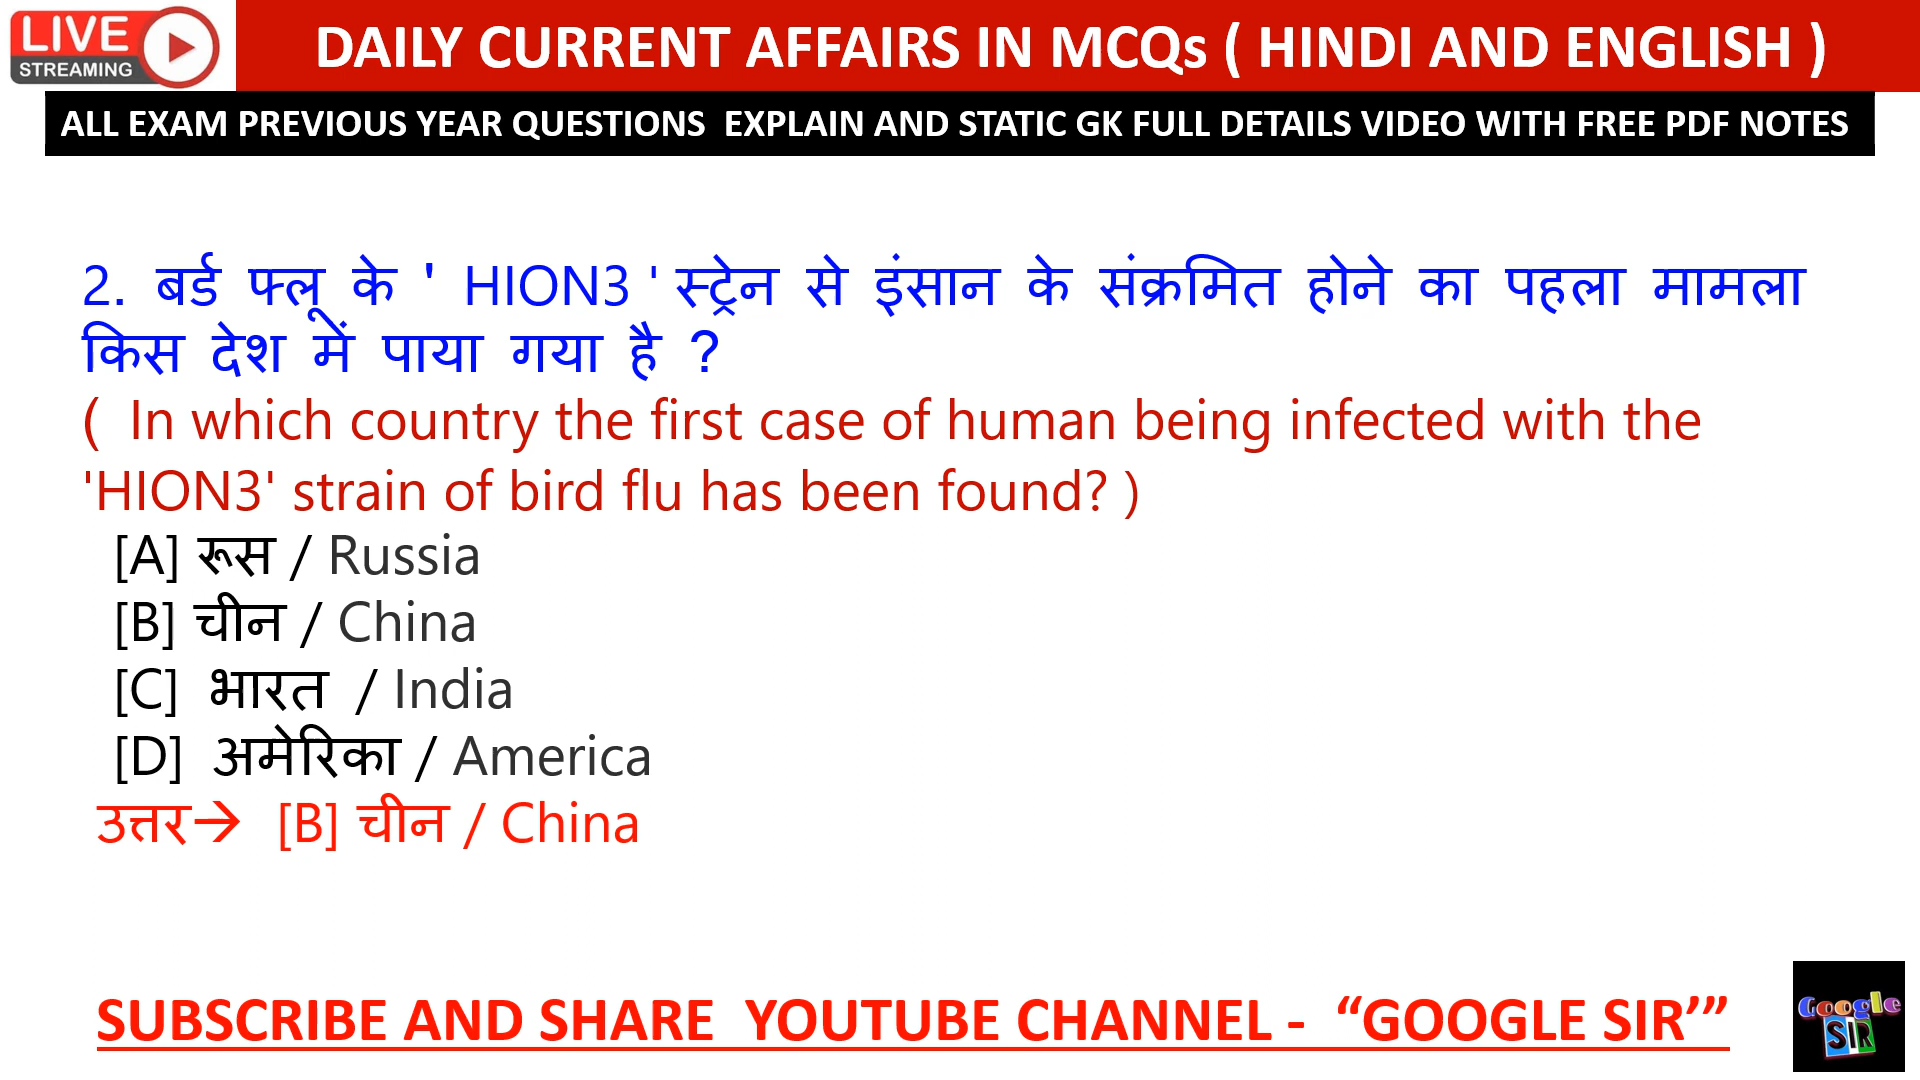 LIVE
STREAMING
DAILY CURRENT AFFAIRS IN MCQs ( HINDI AND ENGLISH )
ALL EXAM PREVIOUS YEAR QUESTIONS EXPLAIN AND STATIC GK FULL DETAILS VIDEO WITH FREE PDF NOTES
2. बर्ड फ्लू के ' HION3 ' स्ट्रेन से इंसान के संक्रमित होने का पहला मामला
किस देश में पाया गया है ?
( In which country the first case of human being infected with the
'HION3' strain of bird flu has been found? )
[A] रूस / Russia
[B] चीन / China
[C] भारत / India
[D] अमेरिका / America
उत्तर→ [B] चीन / China
SUBSCRIBE AND SHARE YOUTUBE CHANNEL - “GOOGLE SIR’”
Google
SIR